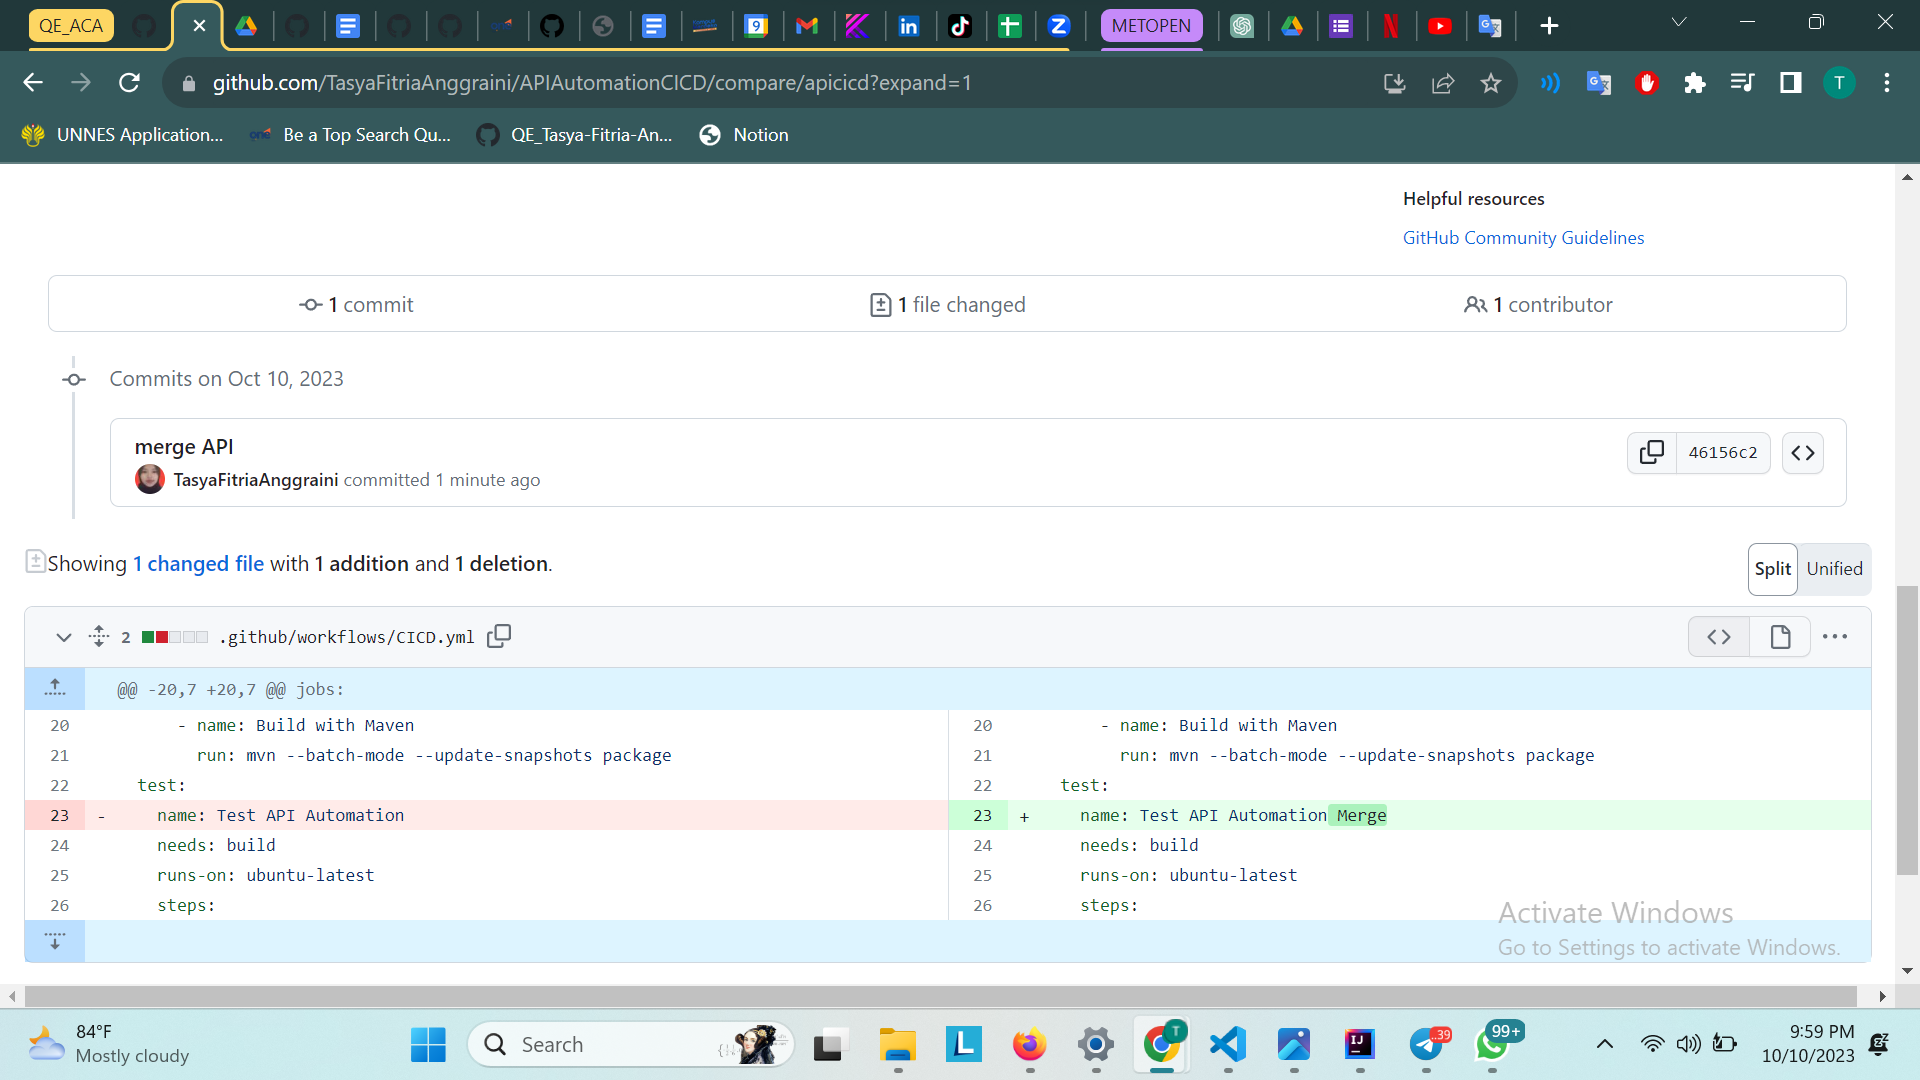 QE_ACA
METOPEN
github.com/TasyaFitriaAnggraini/APIAutomationCICD/compare/apicicd?expand=1
T
UNNES Application...
Be a Top Search Qu...
QE_Tasya-Fitria-An...
Notion
Helpful resources
GitHub Community Guidelines
1 commit
1 file changed
1 contributor
Commits on Oct 10, 2023
merge API
TasyaFitriaAnggraini committed 1 minute ago
46156c2
Showing 1 changed file with 1 addition and 1 deletion.
Split
Unified
2
.github/workflows/CICD.yml
@@ -20,7 +20,7 @@ jobs:
20 - name: Build with Maven
21 run: mvn --batch-mode --update-snapshots package
22 test:
23 - name: Test API Automation
24 needs: build
25 runs-on: ubuntu-latest
26 steps:
20 - name: Build with Maven
21 run: mvn --batch-mode --update-snapshots package
22 test:
23 + name: Test API Automation Merge
24 needs: build
25 runs-on: ubuntu-latest
26 steps:
Activate Windows
Go to Settings to activate Windows.
84°F
Mostly cloudy
Search
T
39
99+
9:59 PM
10/10/2023